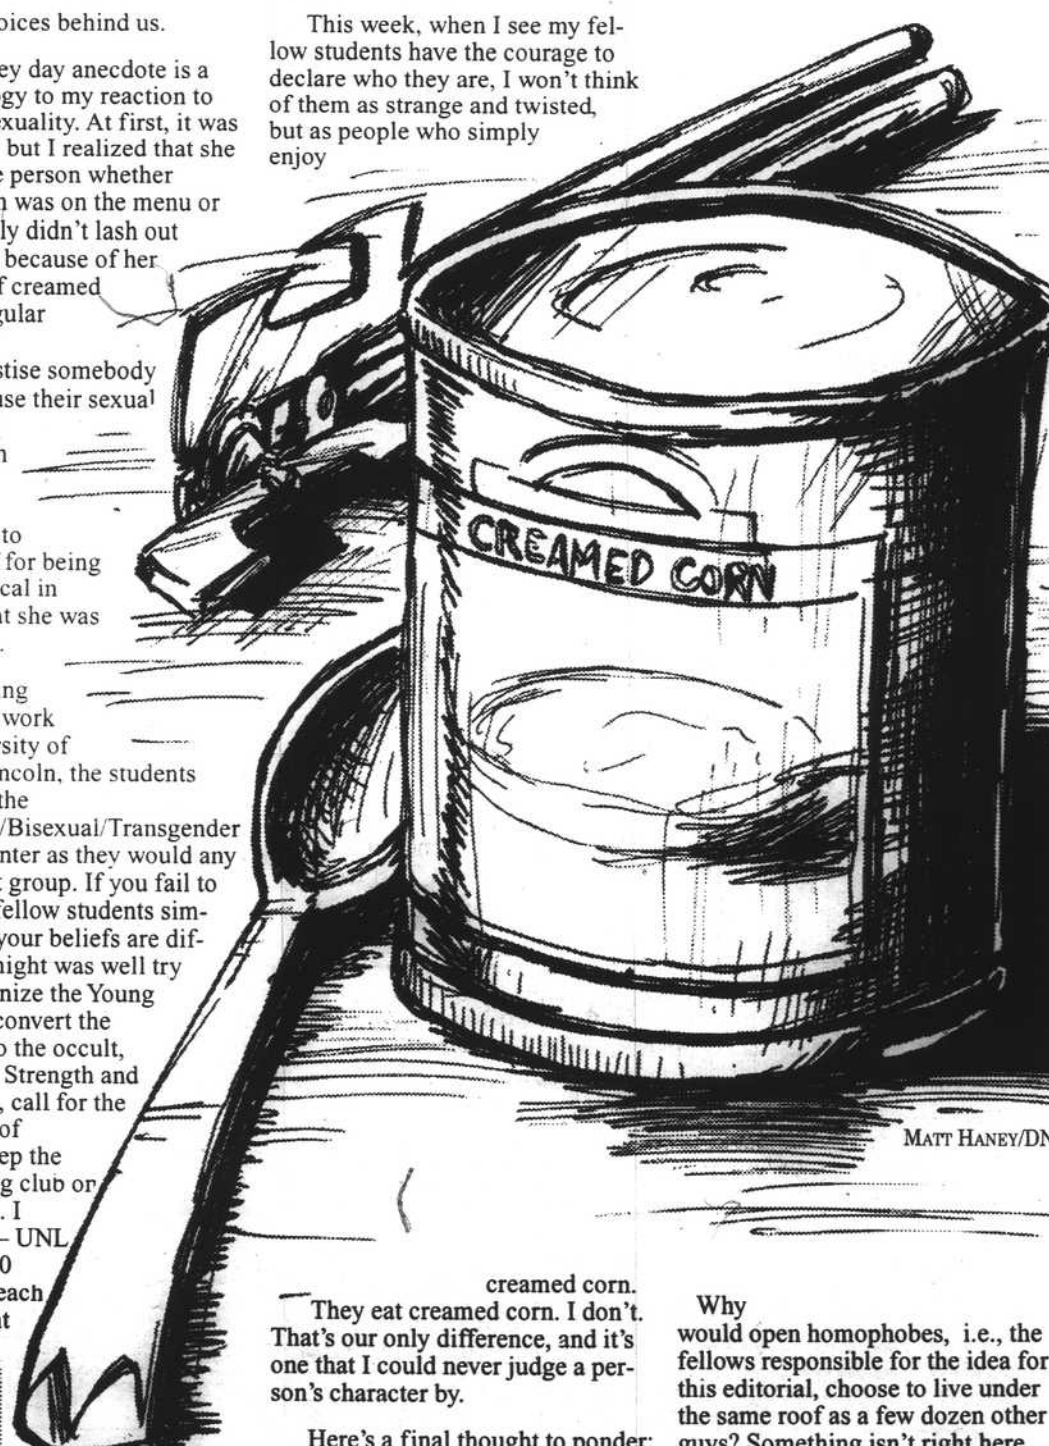 oices behind us.
ey day anecdote is a
gy to my reaction to
exuality. At first, it was
but I realized that she
e person whether
n was on the menu or
ly didn't lash out
because of her
f creamed
gular
stise somebody
use their sexual
n
to
for being
cal in
at she was
ng
work
rsity of
ncoln, the students
the
/Bisexual/Transgender
nter as they would any
t group. If you fail to
fellow students sim-
your beliefs are dif-
night was well try
nize the Young
convert the
o the occult,
Strength and
, call for the
of
ep the
g club or
. I
– UNL
0
each
nt
This week, when I see my fel-
low students have the courage to
declare who they are, I won't think
of them as strange and twisted,
but as people who simply
enjoy
CREAMED CORN
MATT HANEY/DN
creamed corn.
They eat creamed corn. I don't.
That's our only difference, and it's
one that I could never judge a per-
son's character by.
Here's a final thought to ponder:
Why
would open homophobes, i.e., the
fellows responsible for the idea for
this editorial, choose to live under
the same roof as a few dozen other
guys? Something isn't right here